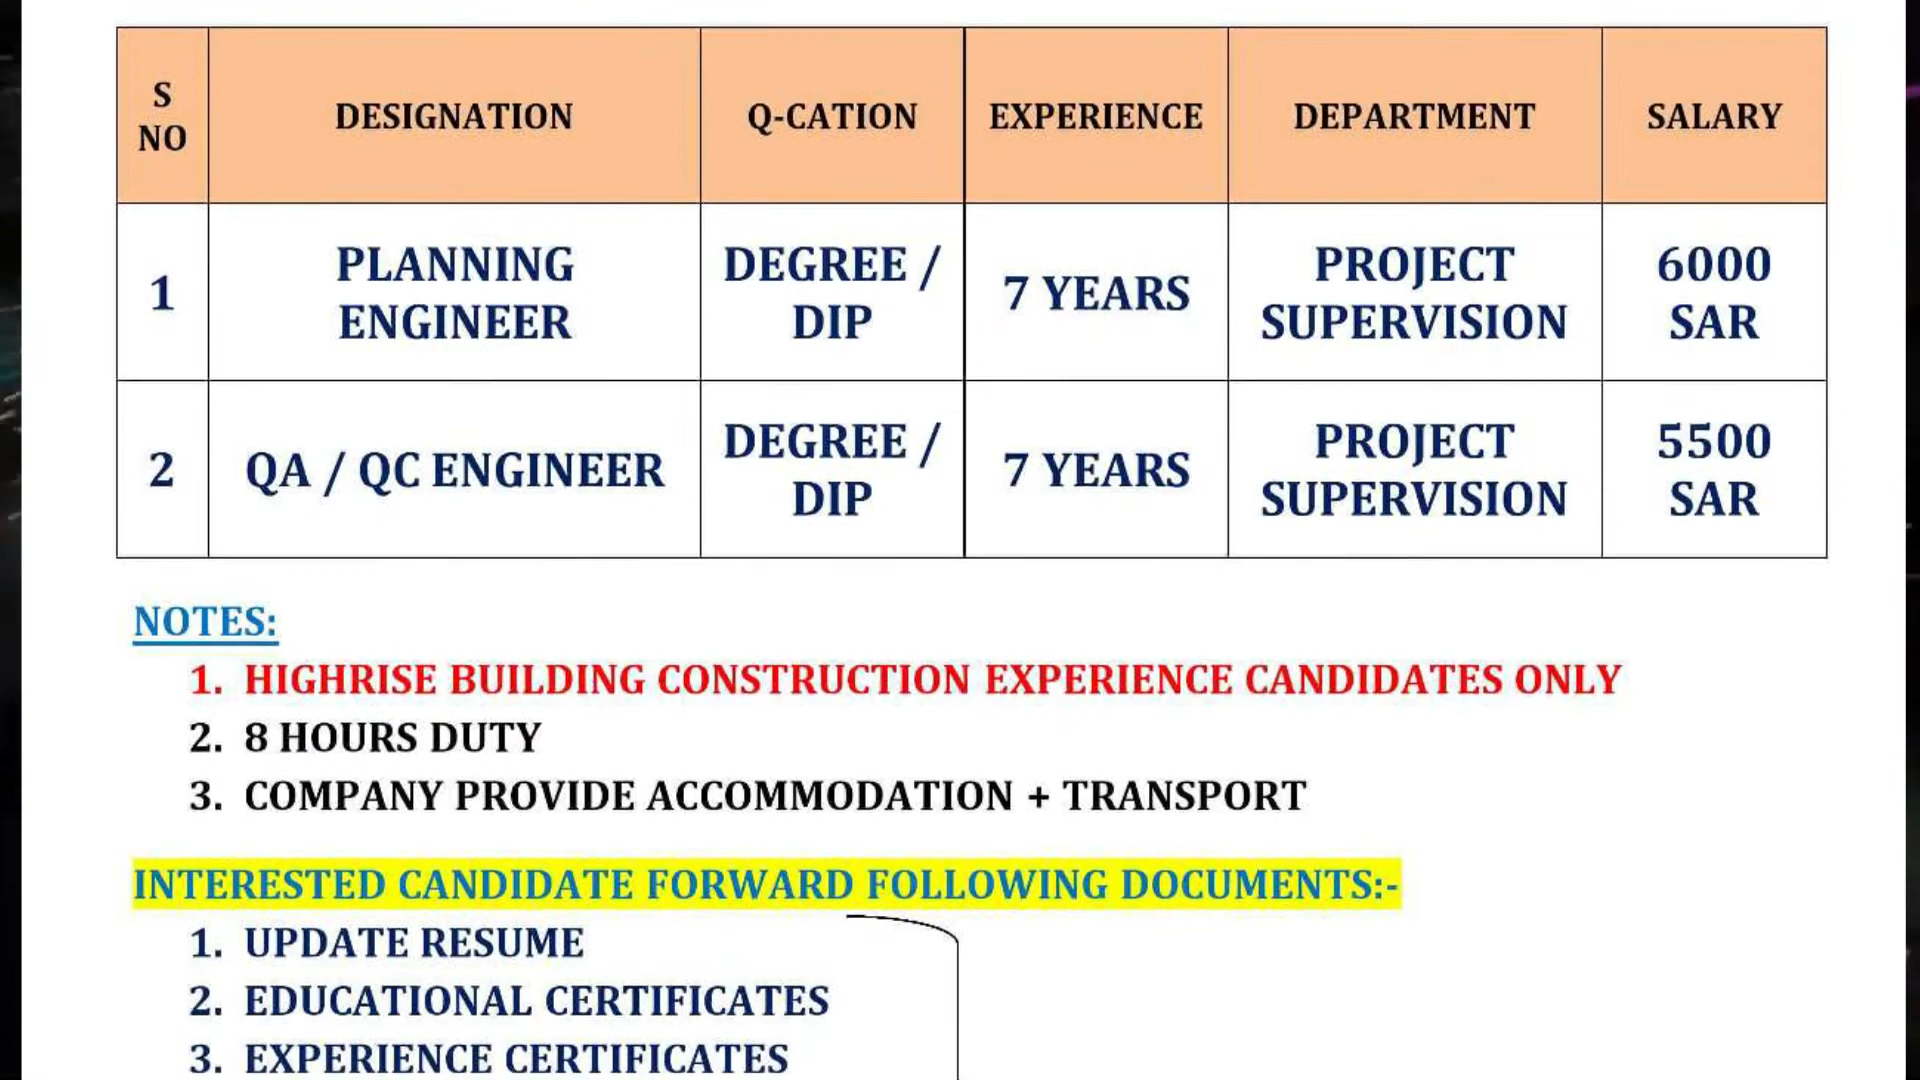 S NO DESIGNATION Q-CATION EXPERIENCE DEPARTMENT SALARY
1 PLANNING ENGINEER DEGREE / DIP 7 YEARS PROJECT SUPERVISION 6000 SAR
2 QA / QC ENGINEER DEGREE / DIP 7 YEARS PROJECT SUPERVISION 5500 SAR
NOTES:
1. HIGHRISE BUILDING CONSTRUCTION EXPERIENCE CANDIDATES ONLY
2. 8 HOURS DUTY
3. COMPANY PROVIDE ACCOMMODATION + TRANSPORT
INTERESTED CANDIDATE FORWARD FOLLOWING DOCUMENTS:-
1. UPDATE RESUME
2. EDUCATIONAL CERTIFICATES
3. EXPERIENCE CERTIFICATES